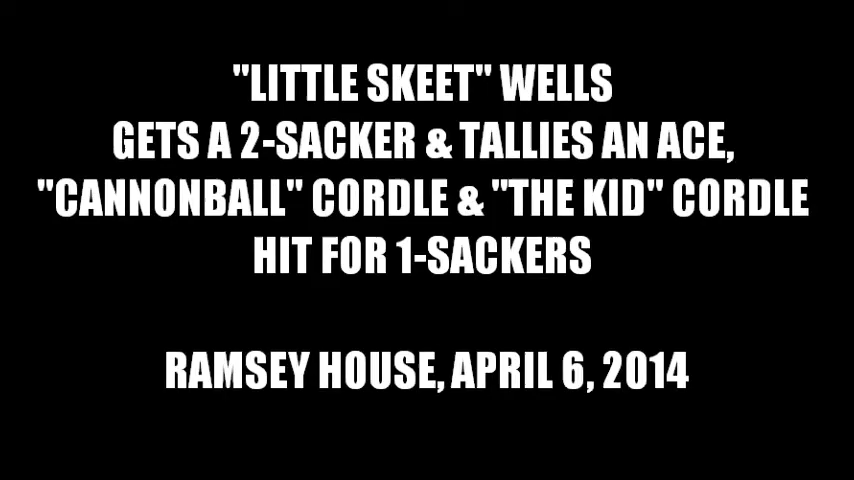 "LITTLE SKEET" WELLS
GETS A 2-SACKER & TALLIES AN ACE,
"CANNONBALL" CORDLE & "THE KID" CORDLE
HIT FOR 1-SACKERS
RAMSEY HOUSE, APRIL 6, 2014